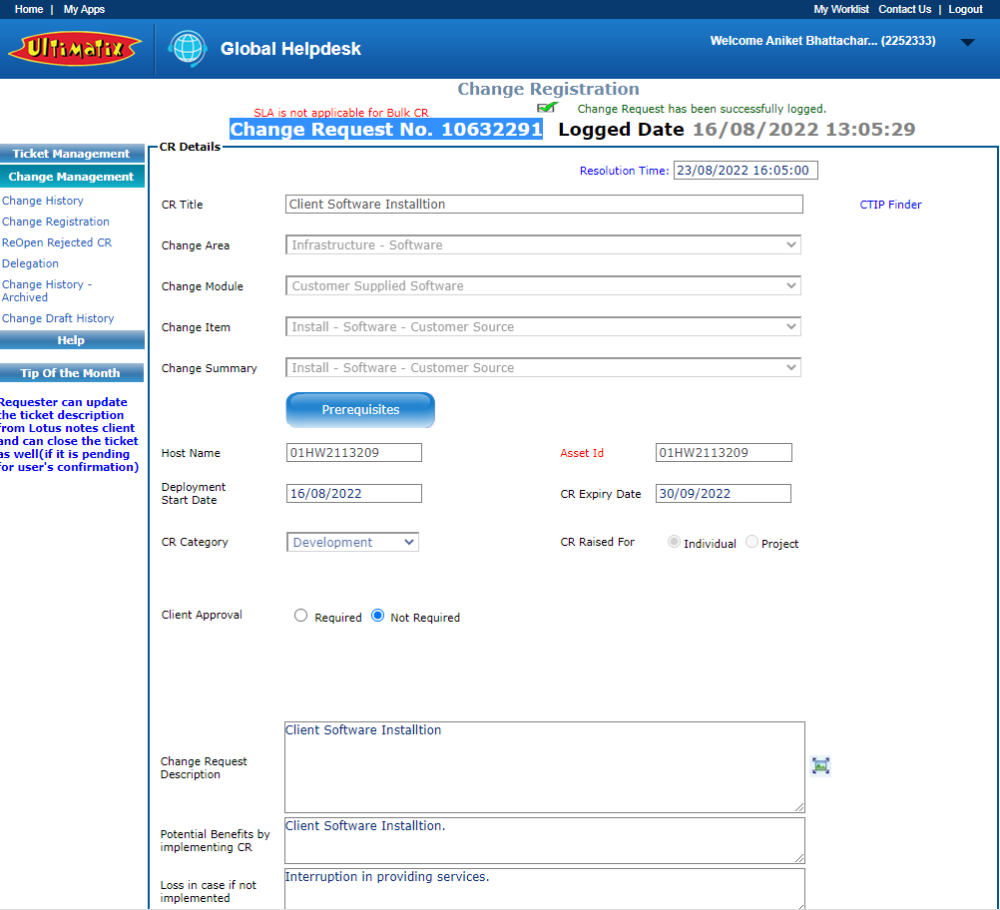 Home | My Apps My Worklist Contact Us | Logout
Ultimatix Global Helpdesk Welcome Aniket Bhattachar... (2252333)
Change Registration
SLA is not applicable for Bulk CR Change Request has been successfully logged.
Change Request No. 10632291 Logged Date 16/08/2022 13:05:29
Ticket Management
Change Management
Change History
Change Registration
ReOpen Rejected CR
Delegation
Change History -
Archived
Change Draft History
Help
Tip Of the Month
Requester can update
the ticket description
from Lotus notes client
and can close the ticket
as well(if it is pending
for user's confirmation)
CR Details
Resolution Time: 23/08/2022 16:05:00
CR Title Client Software Installtion CTIP Finder
Change Area Infrastructure - Software
Change Module Customer Supplied Software
Change Item Install - Software - Customer Source
Change Summary Install - Software - Customer Source
Prerequisites
Host Name 01HW2113209 Asset Id 01HW2113209
Deployment
Start Date 16/08/2022 CR Expiry Date 30/09/2022
CR Category Development CR Raised For Individual Project
Client Approval Required Not Required
Client Software Installtion
Change Request
Description
Client Software Installtion.
Potential Benefits by
implementing CR
Interruption in providing services.
Loss in case if not
implemented